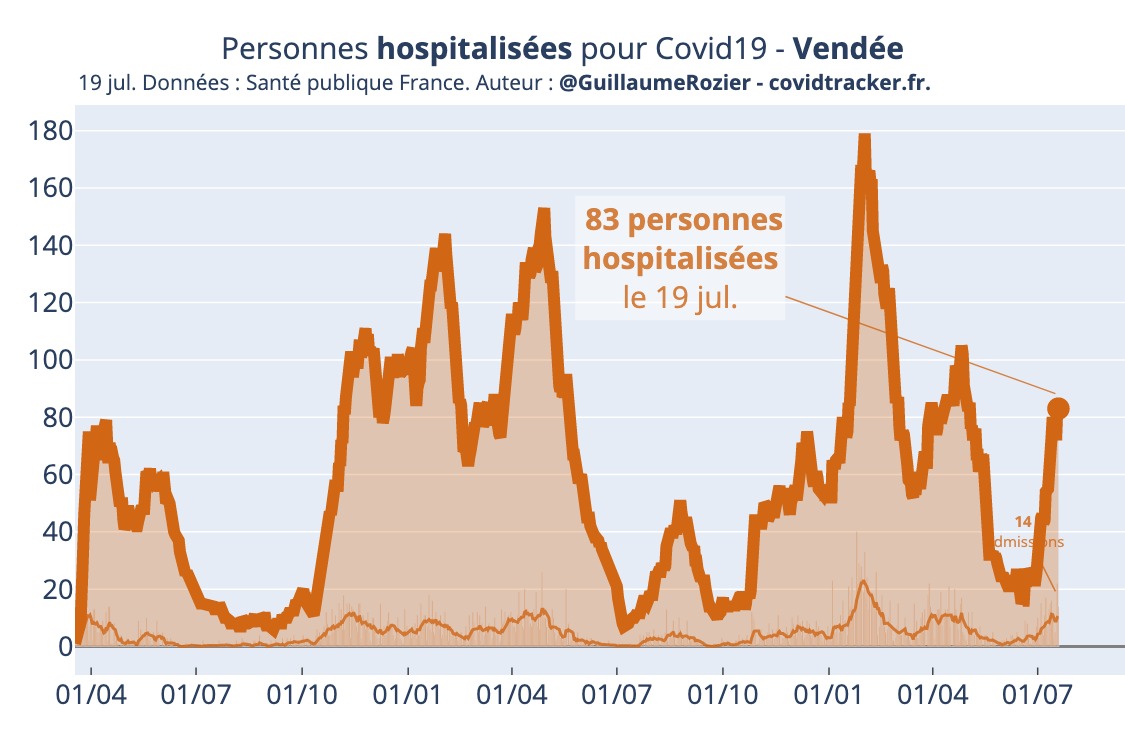 Personnes hospitalisées pour Covid19 - Vendée
19 jul. Données : Santé publique France. Auteur : @GuillaumeRozier - covidtracker.fr.
180
160
140
120
100
80
60
40
20
0
83 personnes
hospitalisées
le 19 jul.
14
dmissions
01/04 01/07 01/10 01/01 01/04 01/07 01/10 01/01 01/04 01/07